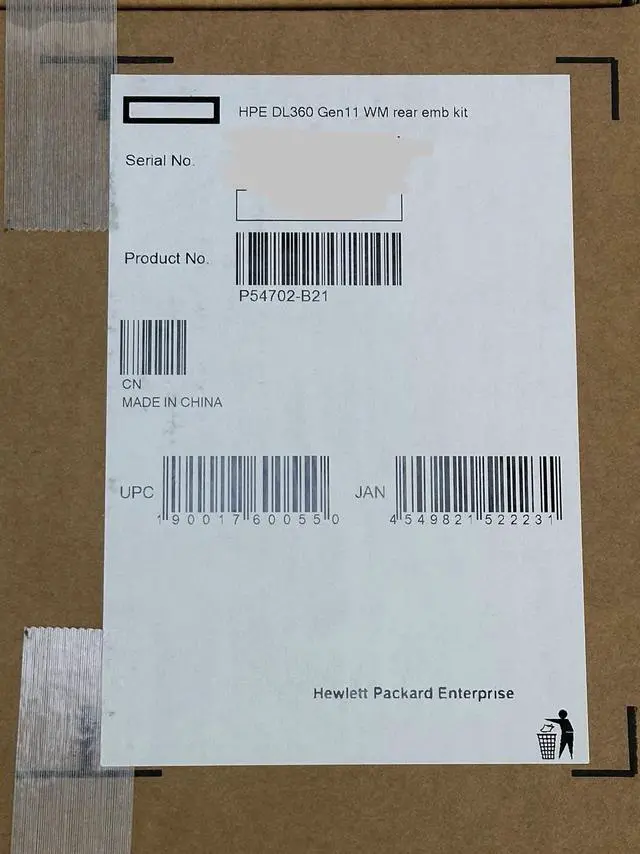 HPE DL360 Gen11 WM rear emb kit
Serial No.
Product No.
P54702-B21
CN
MADE IN CHINA
UPC
1 90017 60055 0
JAN
4 549821 522231
Hewlett Packard Enterprise